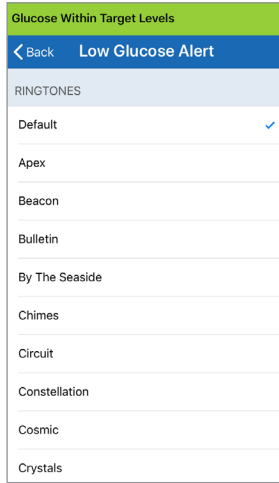 Glucose Within Target Levels
Back Low Glucose Alert
RINGTONES
Default
Apex
Beacon
Bulletin
By The Seaside
Chimes
Circuit
Constellation
Cosmic
Crystals